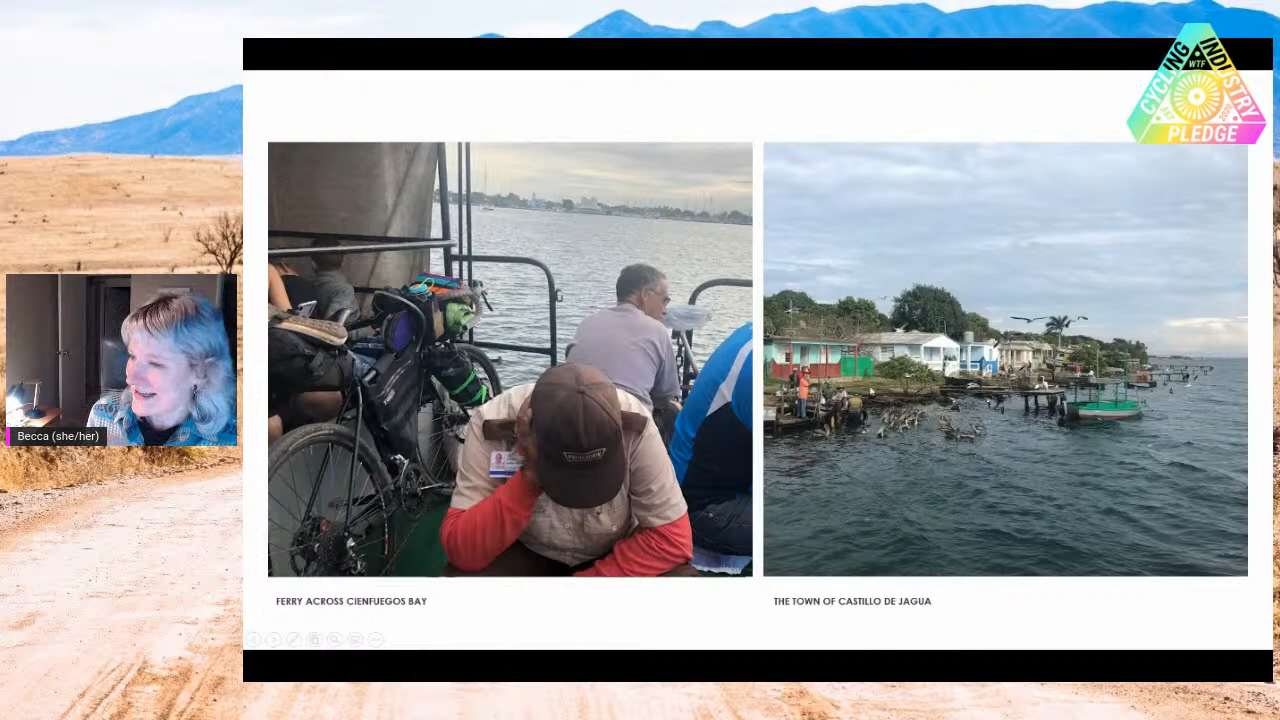 CYCLING
WTF
INDUSTRY
PLEDGE
Becca (she/her)
FERRY ACROSS CIENFUEGOS BAY
THE TOWN OF CASTILLO DE JAGUA